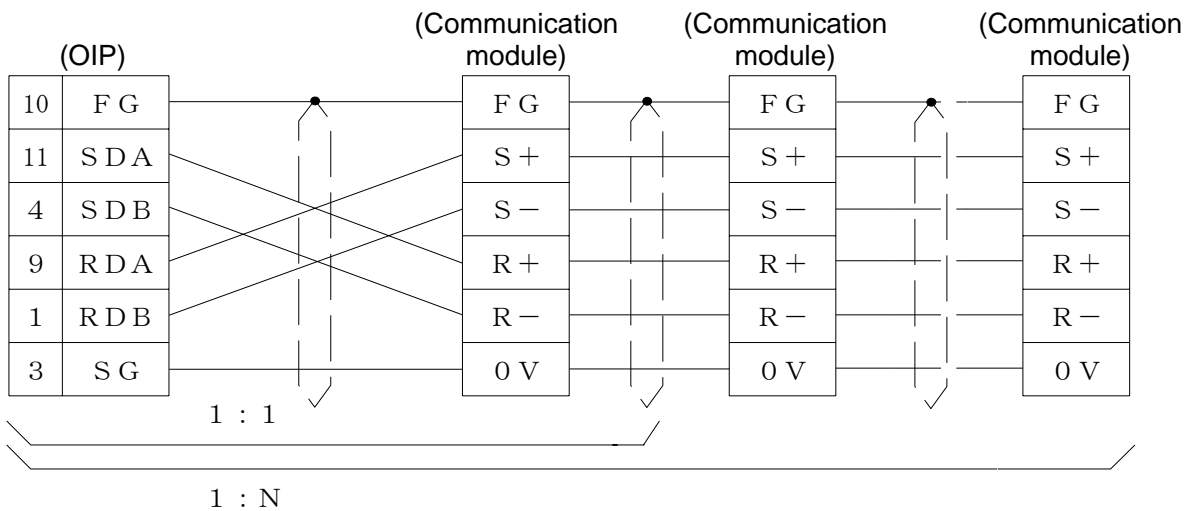 (OIP)
(Communication module)
(Communication module)
(Communication module)
10 FG FG FG FG
11 SDA S+ S+ S+
4 SDB S− S− S−
9 RDA R+ R+ R+
1 RDB R− R− R−
3 SG 0V 0V 0V
1 : 1
1 : N